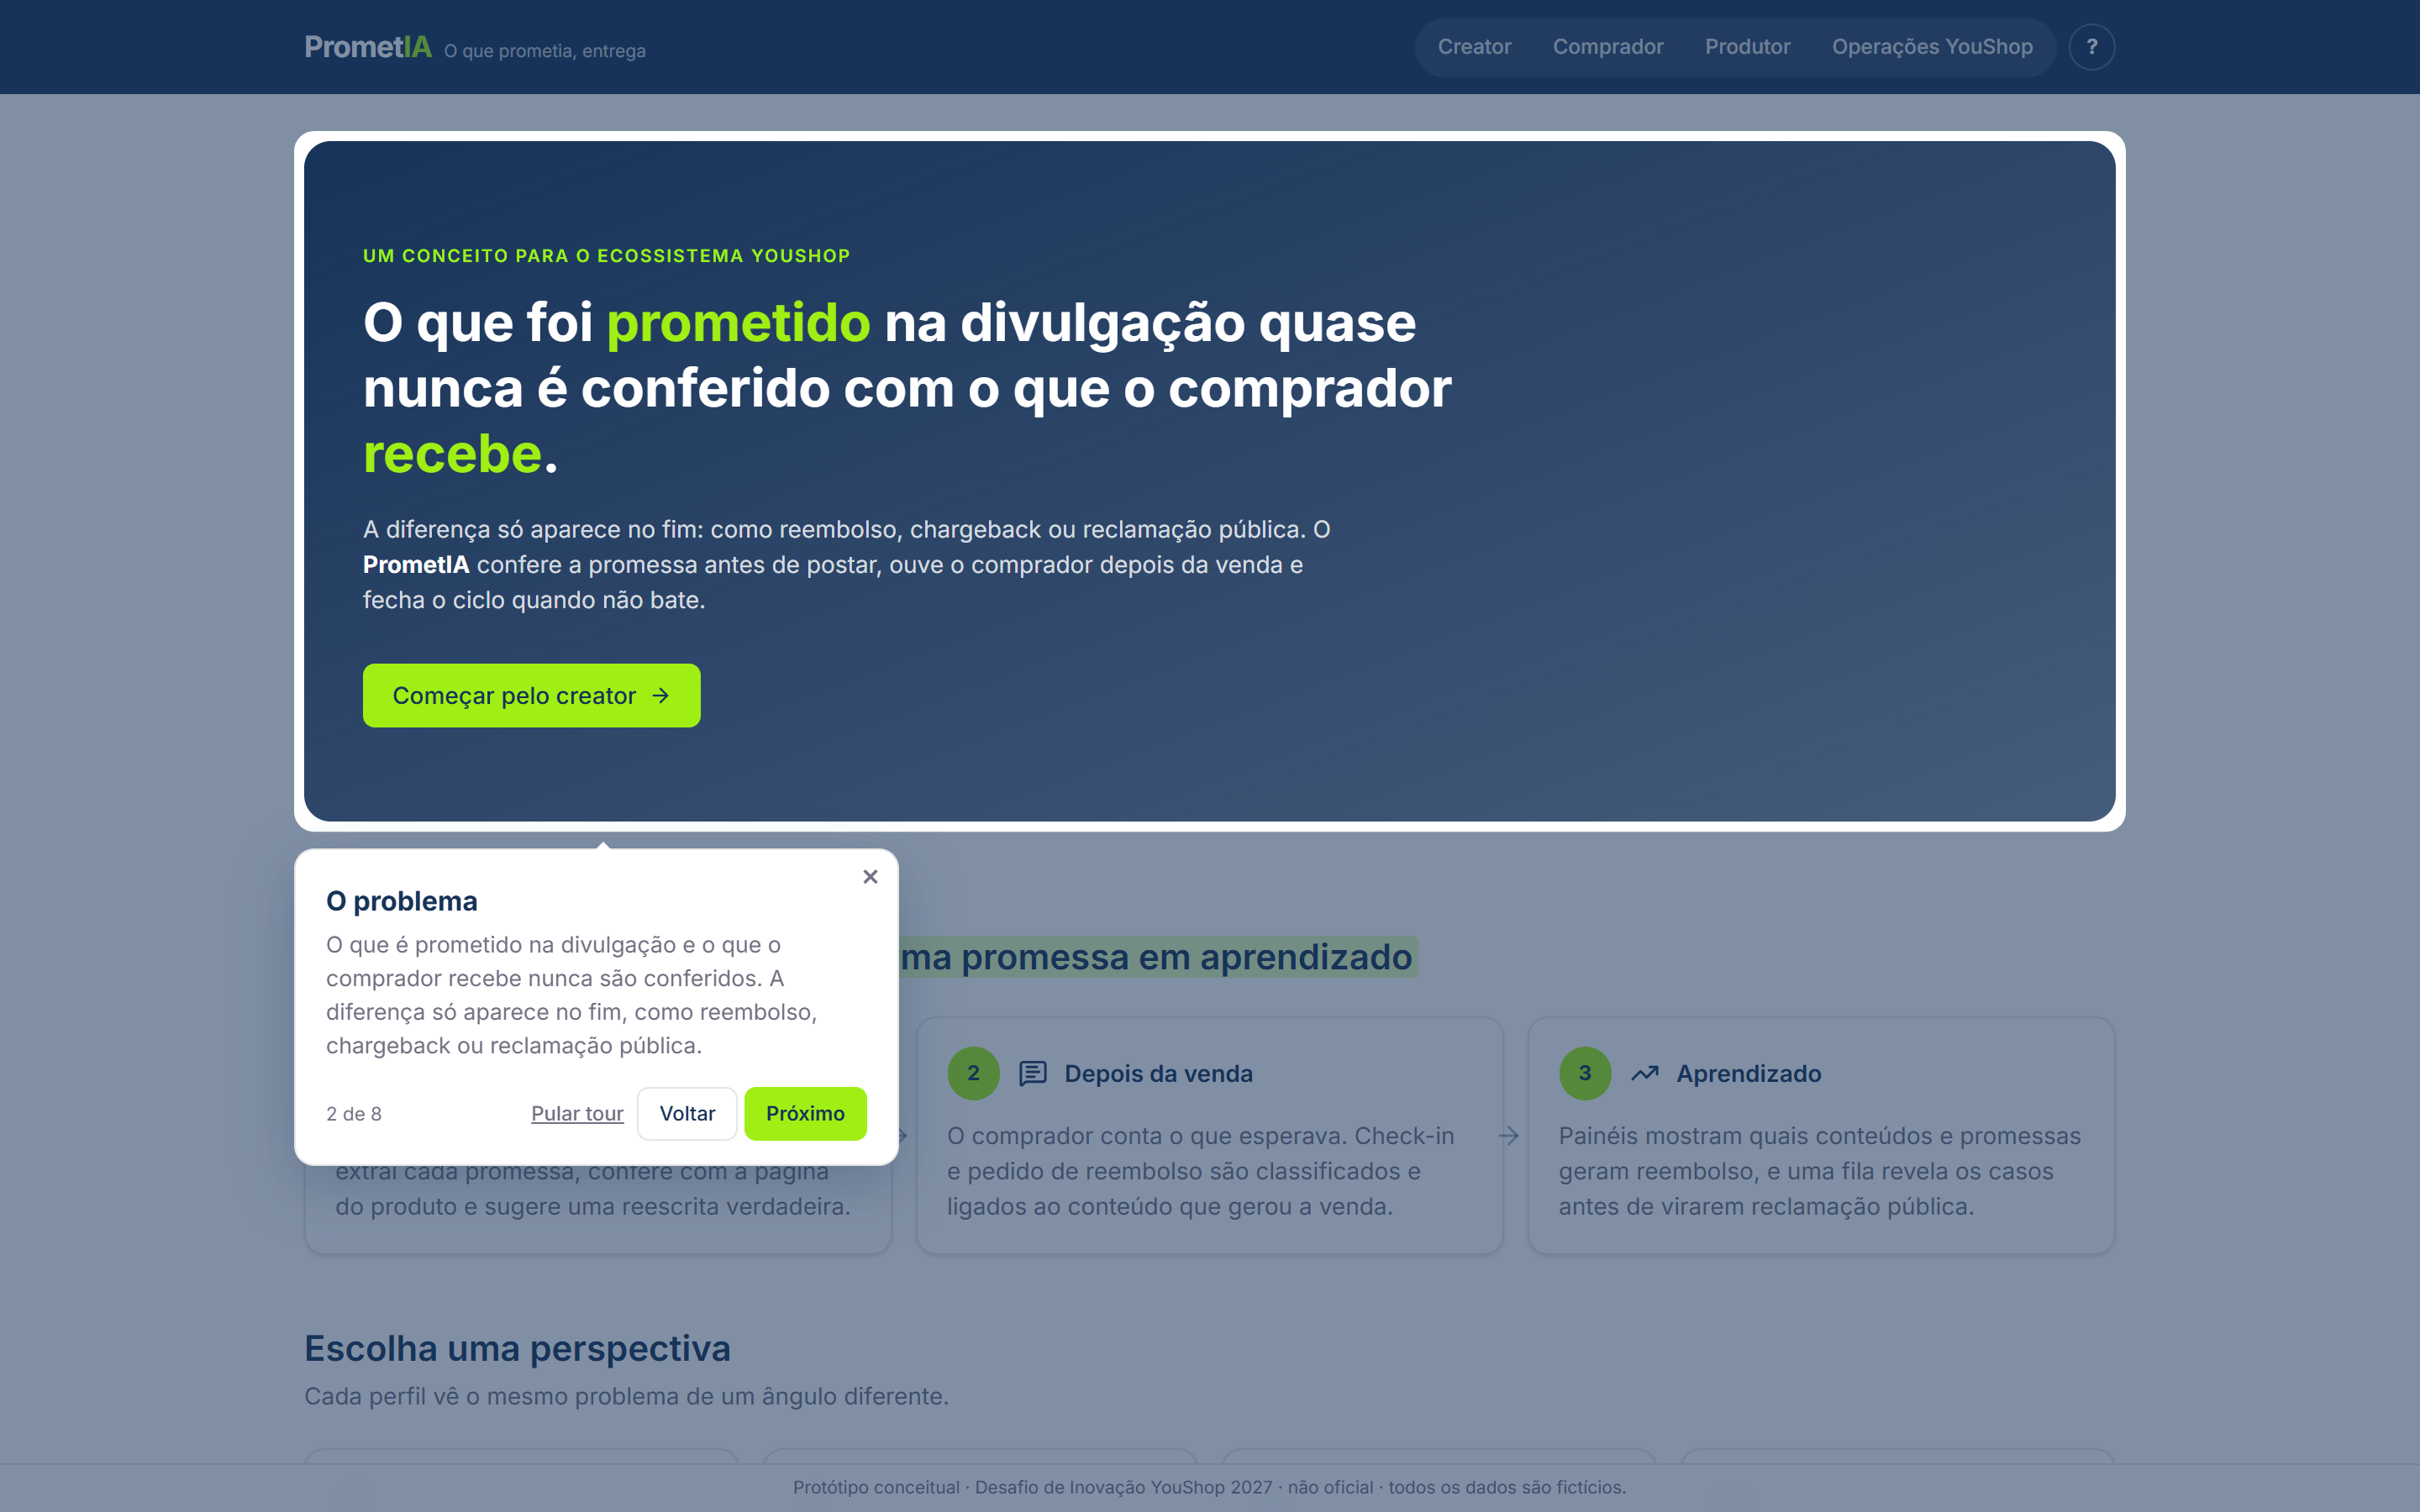 PrometIA O que prometia, entrega
Creator Comprador Produtor Operações YouShop ?
UM CONCEITO PARA O ECOSSISTEMA YOUSHOP
O que foi prometido na divulgação quase
nunca é conferido com o que o comprador
recebe.
A diferença só aparece no fim: como reembolso, chargeback ou reclamação pública. O
PrometIA confere a promessa antes de postar, ouve o comprador depois da venda e
fecha o ciclo quando não bate.
Começar pelo creator →
O problema
O que é prometido na divulgação e o que o
comprador recebe nunca são conferidos. A
diferença só aparece no fim, como reembolso,
chargeback ou reclamação pública.
2 de 8 Pular tour Voltar Próximo
ma promessa em aprendizado
extrai cada promessa, confere com a página
do produto e sugere uma reescrita verdadeira.
2 Depois da venda
O comprador conta o que esperava. Check-in
e pedido de reembolso são classificados e
ligados ao conteúdo que gerou a venda.
3 Aprendizado
Painéis mostram quais conteúdos e promessas
geram reembolso, e uma fila revela os casos
antes de virarem reclamação pública.
Escolha uma perspectiva
Cada perfil vê o mesmo problema de um ângulo diferente.
Protótipo conceitual · Desafio de Inovação YouShop 2027 · não oficial · todos os dados são fictícios.